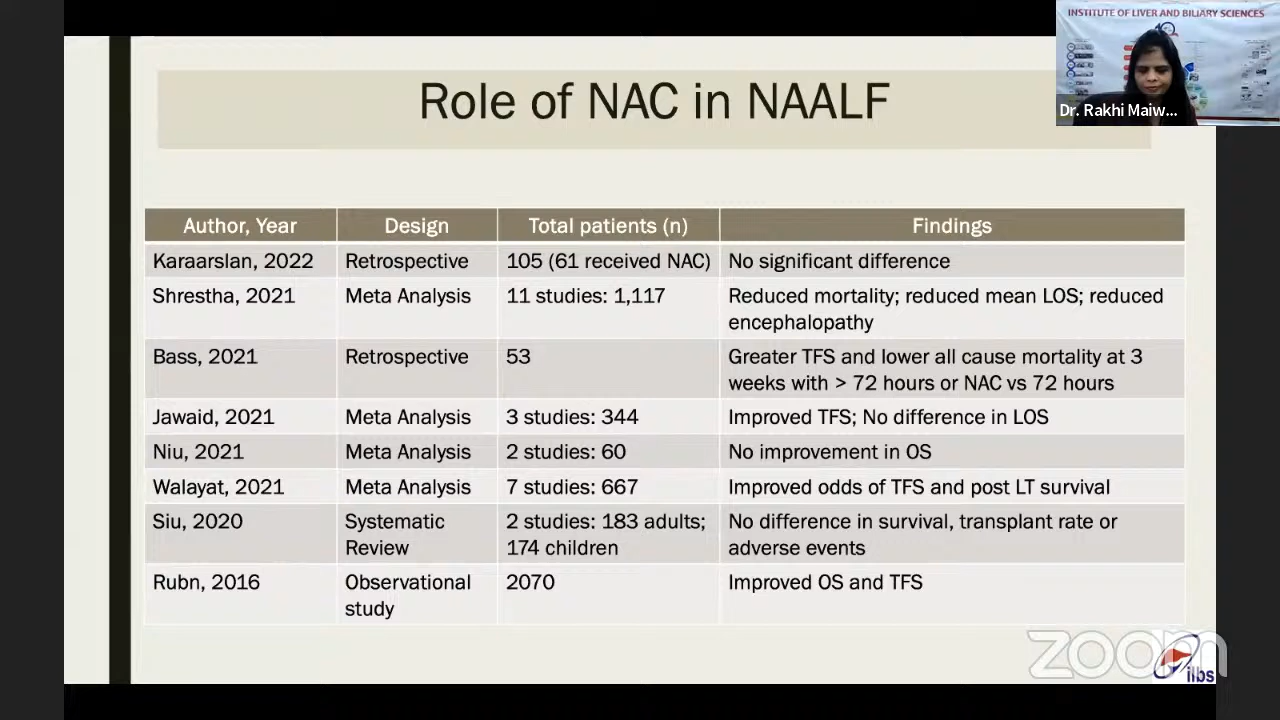 INSTITUTE OF LIVER AND BILIARY SCIENCES
Dr. Rakhi Maiw...
Role of NAC in NAALF
Author, Year Design Total patients (n) Findings
Karaarslan, 2022 Retrospective 105 (61 received NAC) No significant difference
Shrestha, 2021 Meta Analysis 11 studies: 1,117 Reduced mortality; reduced mean LOS; reduced
encephalopathy
Bass, 2021 Retrospective 53 Greater TFS and lower all cause mortality at 3
weeks with > 72 hours or NAC vs 72 hours
Jawaid, 2021 Meta Analysis 3 studies: 344 Improved TFS; No difference in LOS
Niu, 2021 Meta Analysis 2 studies: 60 No improvement in OS
Walayat, 2021 Meta Analysis 7 studies: 667 Improved odds of TFS and post LT survival
Siu, 2020 Systematic 2 studies: 183 adults; No difference in survival, transplant rate or
Review 174 children adverse events
Rubn, 2016 Observational 2070 Improved OS and TFS
study
zoom
ilbs